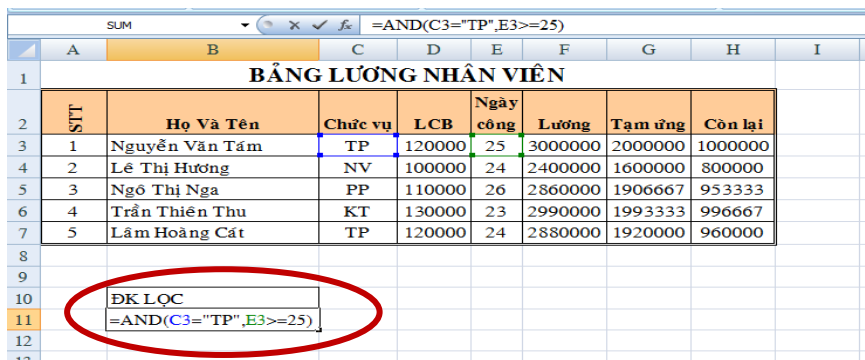 SUM =AND(C3="TP",E3>=25)
A B C D E F G H I
1 BẢNG LƯƠNG NHÂN VIÊN
2 STT Họ Và Tên Chức vụ LCB Ngày công Lương Tạm ứng Còn lại
3 1 Nguyễn Văn Tám TP 120000 25 3000000 2000000 1000000
4 2 Lê Thị Hương NV 100000 24 2400000 1600000 800000
5 3 Ngô Thị Nga PP 110000 26 2860000 1906667 953333
6 4 Trần Thiên Thu KT 130000 23 2990000 1993333 996667
7 5 Lâm Hoàng Cát TP 120000 24 2880000 1920000 960000
8
9
10 ĐK LỌC
11 =AND(C3="TP",E3>=25)
12